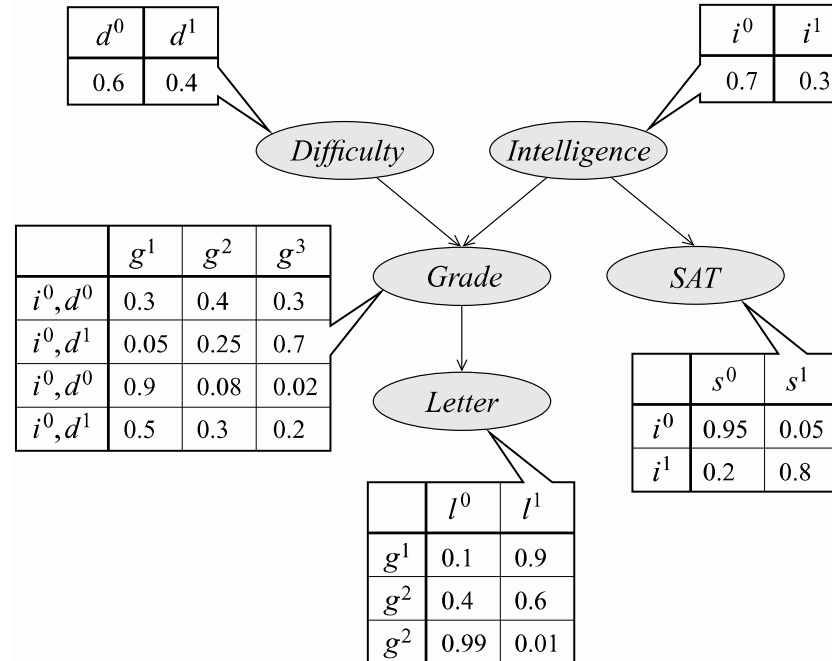 d⁰ d¹
0.6 0.4
i⁰ i¹
0.7 0.3
Difficulty Intelligence
g¹ g² g³
i⁰,d⁰ 0.3 0.4 0.3
i⁰,d¹ 0.05 0.25 0.7
i⁰,d⁰ 0.9 0.08 0.02
i⁰,d¹ 0.5 0.3 0.2
Grade SAT
Letter
s⁰ s¹
i⁰ 0.95 0.05
i¹ 0.2 0.8
l⁰ l¹
g¹ 0.1 0.9
g² 0.4 0.6
g² 0.99 0.01